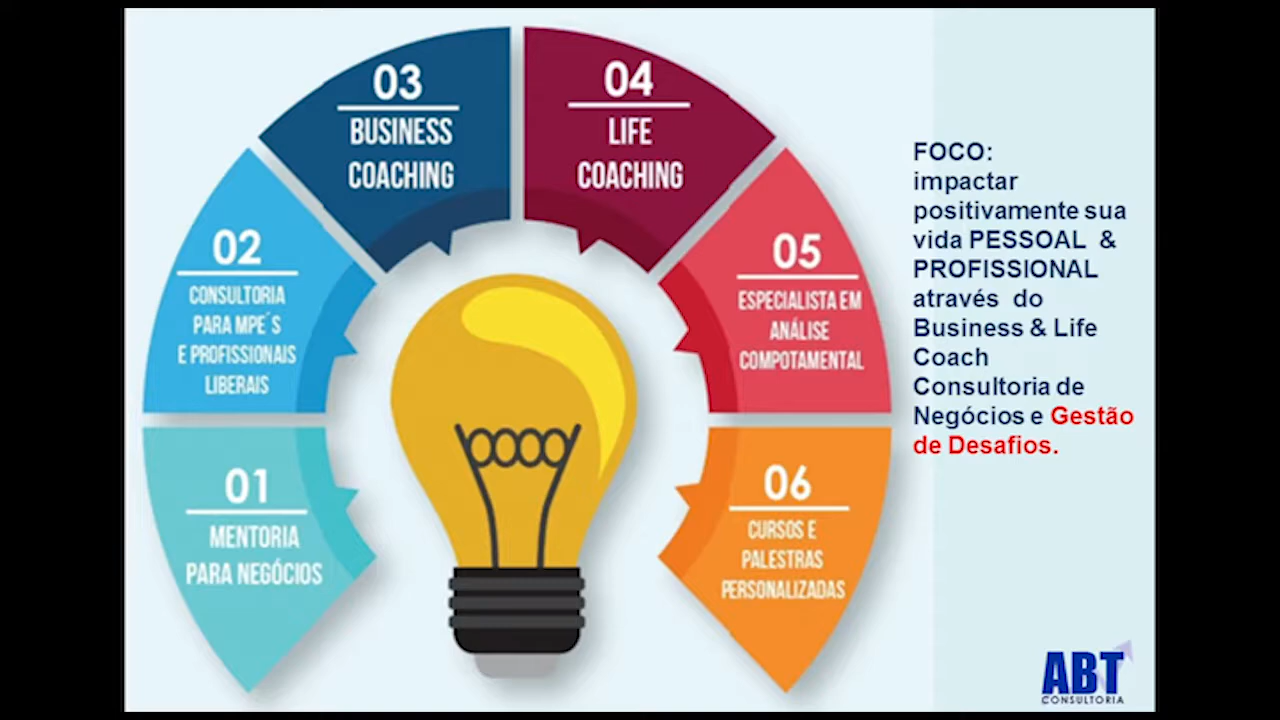 01
MENTORIA
PARA NEGÓCIOS
02
CONSULTORIA
PARA MPE´S
E PROFISSIONAIS
LIBERAIS
03
BUSINESS
COACHING
04
LIFE
COACHING
05
ESPECIALISTA EM
ANÁLISE
COMPOTAMENTAL
06
CURSOS E
PALESTRAS
PERSONALIZADAS
FOCO:
impactar
positivamente sua
vida PESSOAL &
PROFISSIONAL
através do
Business & Life
Coach
Consultoria de
Negócios e Gestão
de Desafios.
ABT
CONSULTORIA